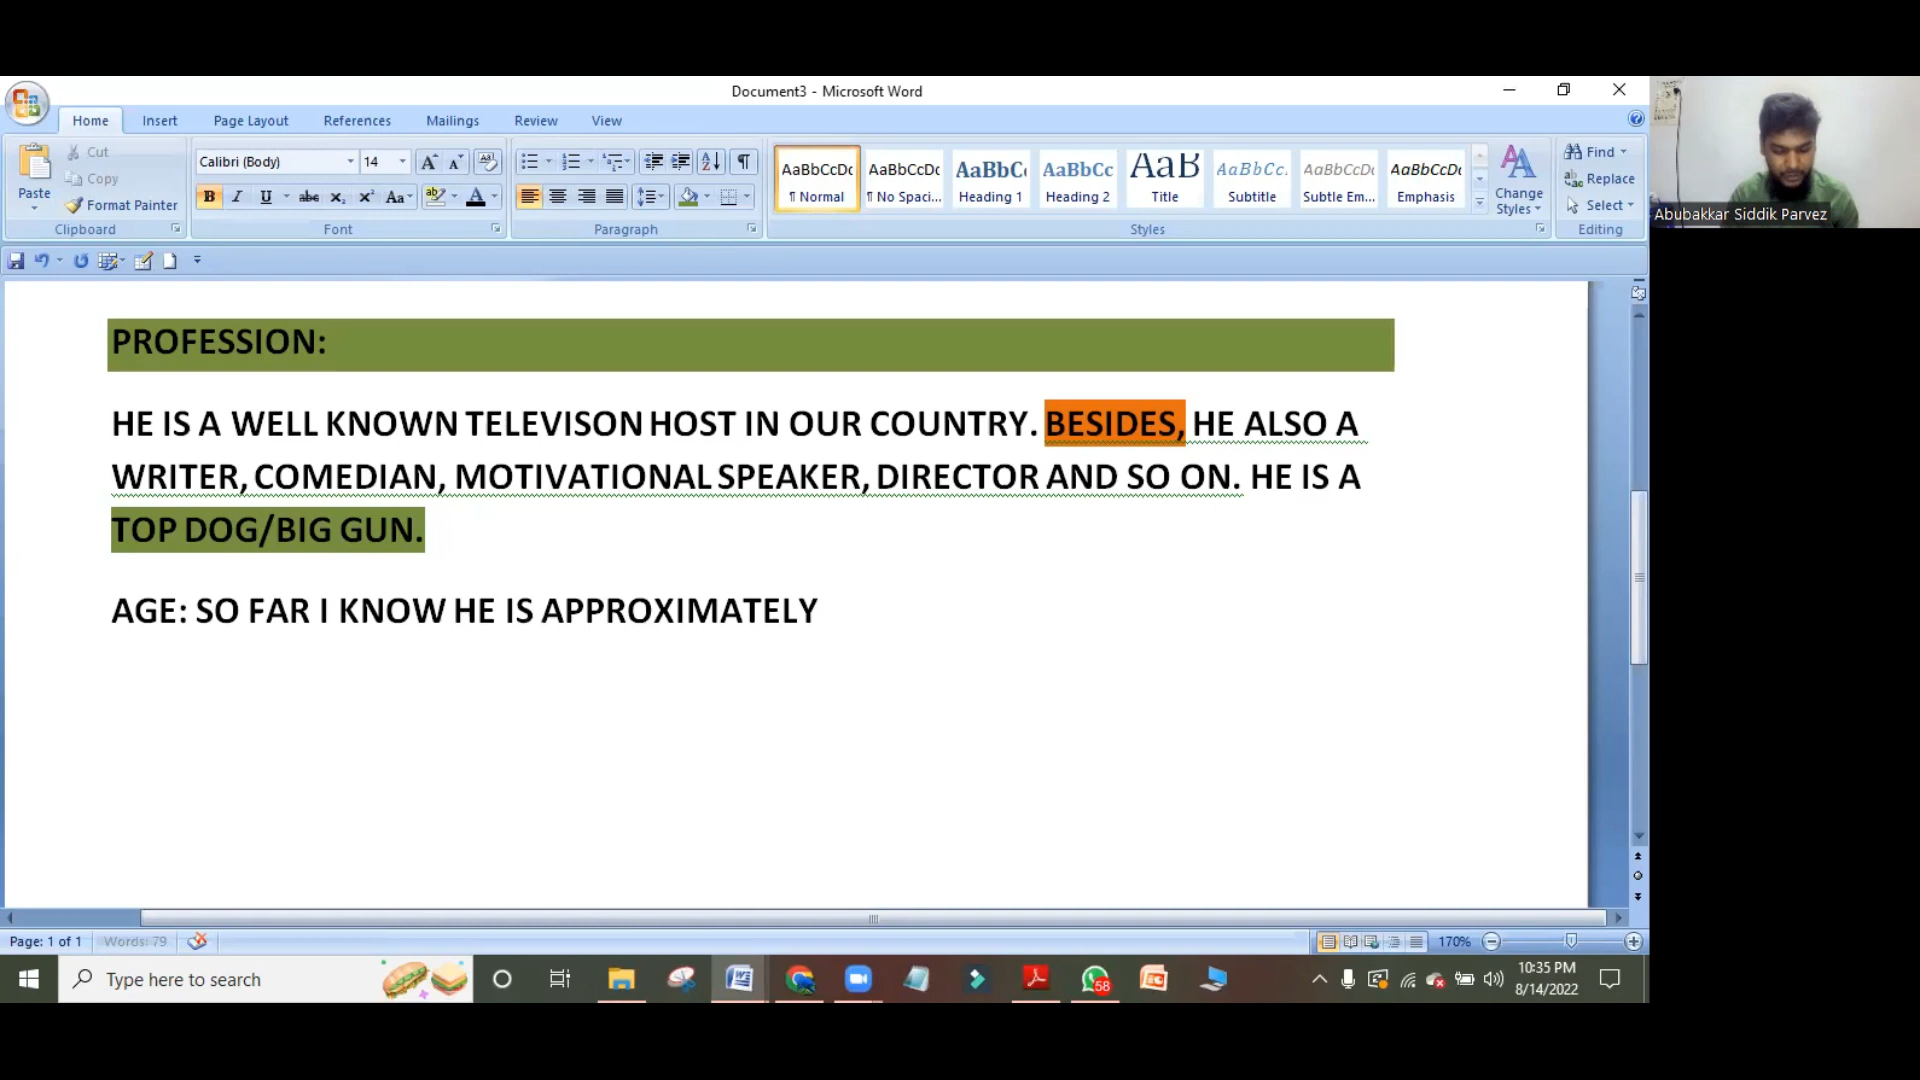 Document3 - Microsoft Word
Home Insert Page Layout References Mailings Review View
Paste
Cut
Copy
Format Painter
Clipboard
Calibri (Body) 14
Font
Paragraph
AaBbCcDc AaBbCcDc AaBbC AaBbCc AaB AaBbCc. AaBbCcDc AaBbCcDc
¶ Normal ¶ No Spaci... Heading 1 Heading 2 Title Subtitle Subtle Em... Emphasis
Change Styles
Styles
Find
Replace
Select
Editing
Abubakkar Siddik Parvez
PROFESSION:
HE IS A WELL KNOWN TELEVISON HOST IN OUR COUNTRY. BESIDES, HE ALSO A
WRITER, COMEDIAN, MOTIVATIONAL SPEAKER, DIRECTOR AND SO ON. HE IS A
TOP DOG/BIG GUN.
AGE: SO FAR I KNOW HE IS APPROXIMATELY
Page: 1 of 1 Words: 79 170%
Type here to search
58
10:35 PM
8/14/2022